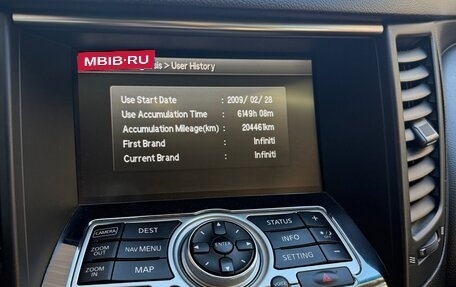 MBIB·RU
sis > User History
Use Start Date : 2009/ 02/ 28
Use Accumulation Time : 6149h 08m
Accumulation Mileage(km) : 204461km
First Brand : Infiniti
Current Brand : Infiniti
CAMERA
DEST
STATUS
+
ZOOM OUT
NAV MENU
ENTER
INFO
ZOOM IN
MAP
SETTING
VOICE